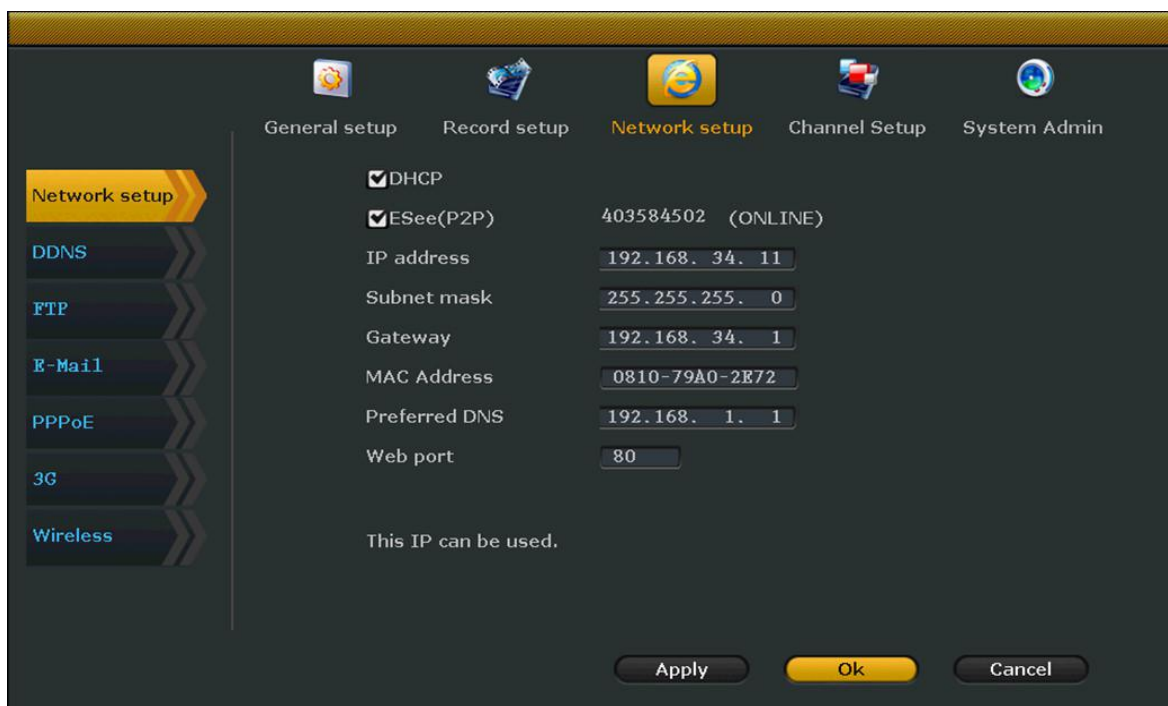 General setup Record setup Network setup Channel Setup System Admin
Network setup
DDNS
FTP
E-Mail
PPPoE
3G
Wireless
DHCP
ESee(P2P) 403584502 (ONLINE)
IP address 192.168. 34. 11
Subnet mask 255.255.255. 0
Gateway 192.168. 34. 1
MAC Address 0810-79A0-2E72
Preferred DNS 192.168. 1. 1
Web port 80
This IP can be used.
Apply Ok Cancel